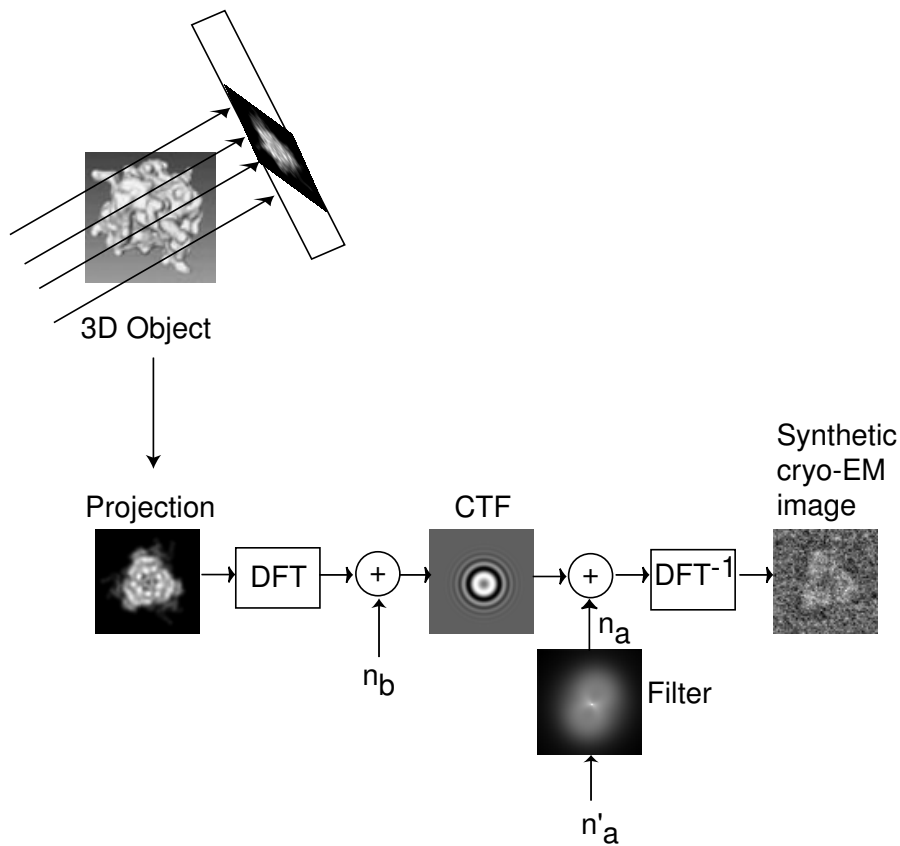 3D Object
Synthetic
cryo-EM
image
Projection
CTF
DFT
+
+
DFT-1
n_b
n_a
Filter
n'_a